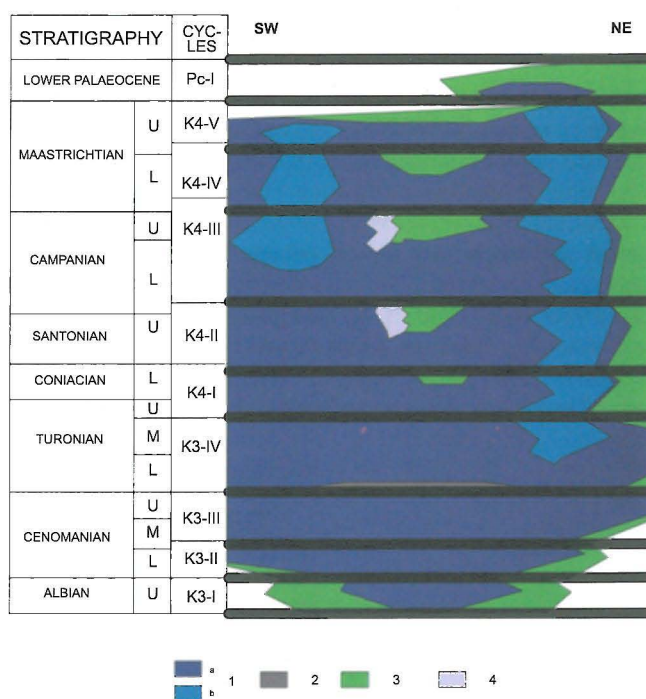 STRATIGRAPHY CYC-LES SW NE
LOWER PALAEOCENE Pc-I
MAASTRICHTIAN U K4-V
L K4-IV
CAMPANIAN U K4-III
L
SANTONIAN U K4-II
CONIACIAN L K4-I
TURONIAN U
M K3-IV
L
CENOMANIAN U K3-III
M
L K3-II
ALBIAN U K3-I
a 1 2 3 4
b